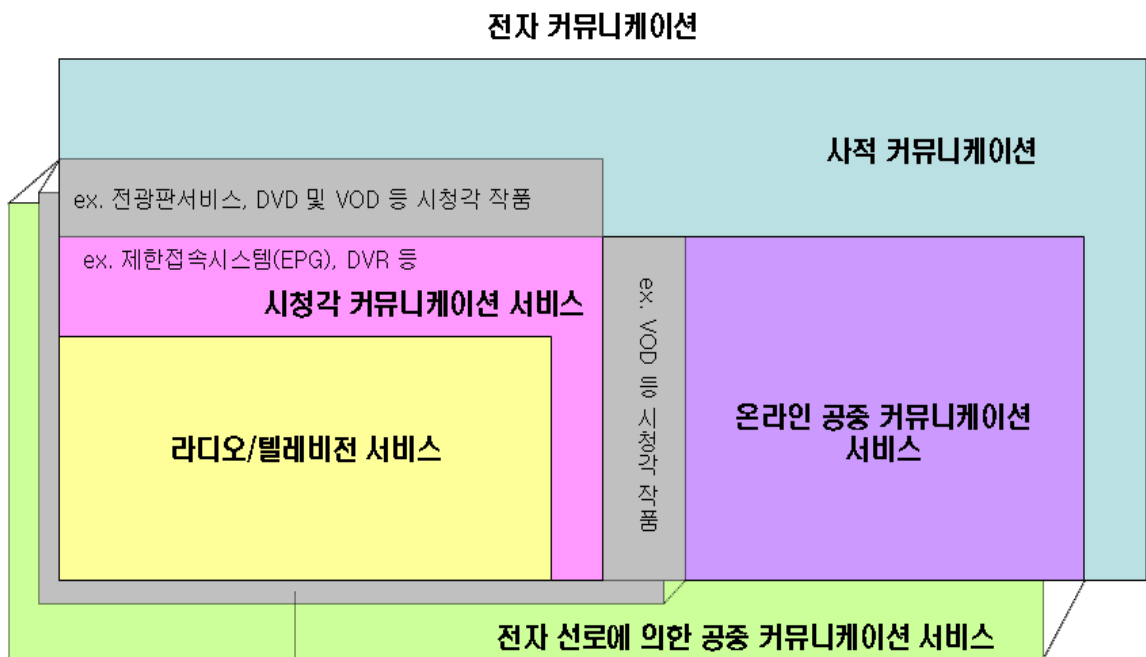 전자 커뮤니케이션
사적 커뮤니케이션
ex. 전광판서비스, DVD 및 VOD 등 시청각 작품
ex. 제한접속시스템(EPG), DVR 등
시청각 커뮤니케이션 서비스
ex. VOD 등 시청각 작품
라디오/텔레비전 서비스
온라인 공중 커뮤니케이션
서비스
전자 선로에 의한 공중 커뮤니케이션 서비스